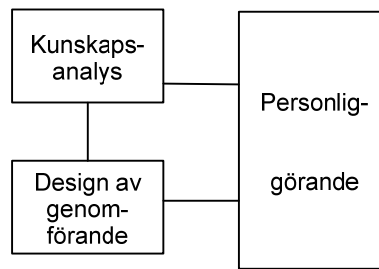 Kunskaps-
analys
Personlig-
görande
Design av
genom-
förande